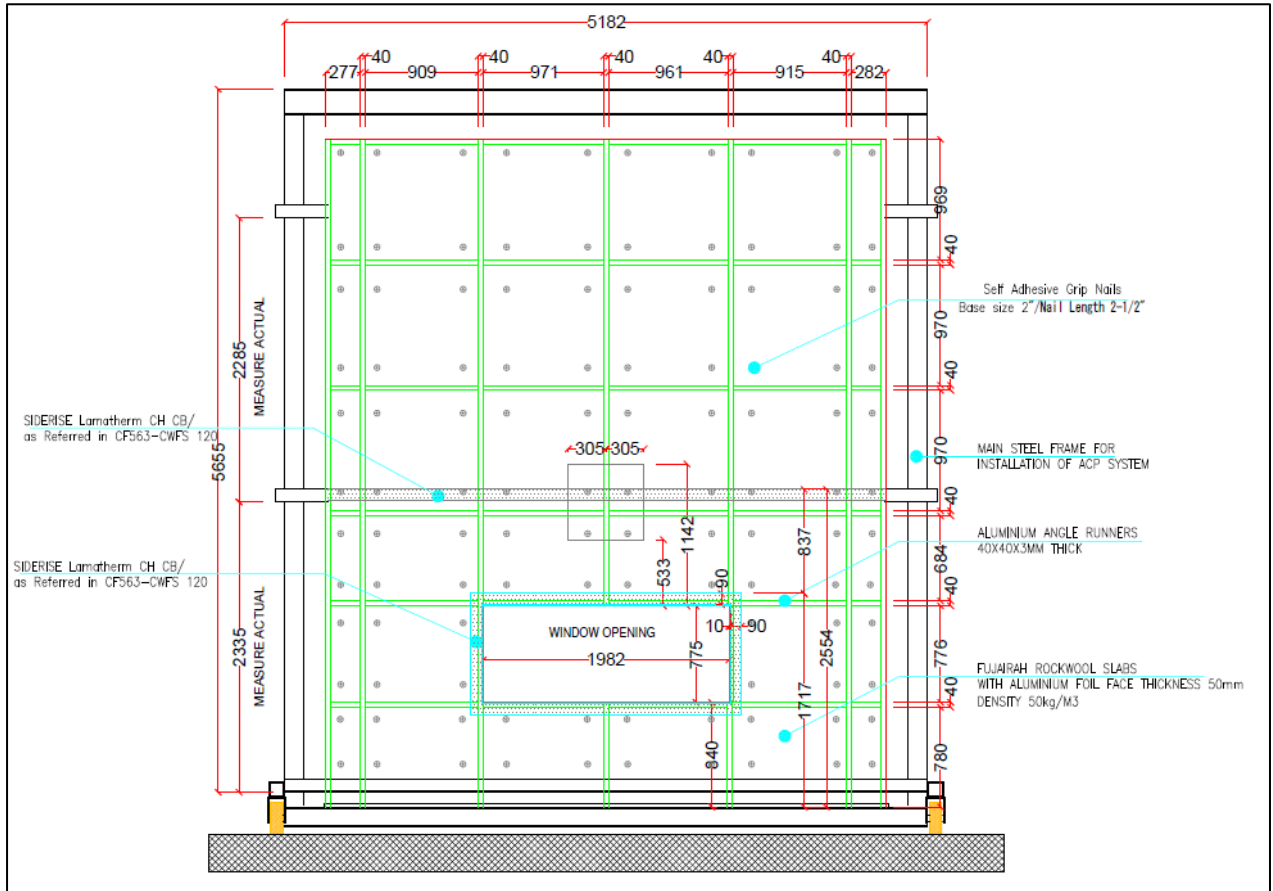 5182
40 40 40 40 40
277 909 971 961 915 282
969
40
Self Adhesive Grip Nails
Base size 2"/Nail Length 2-1/2"
970
40
2285
MEASURE ACTUAL
5655
SIDERISE Lamatherm CH CB/
as Referred in CF563-CWFS 120
305 305
970
MAIN STEEL FRAME FOR
INSTALLATION OF ACP SYSTEM
40
1142
837
533
684
ALUMINIUM ANGLE RUNNERS
40X40X3MM THICK
SIDERISE Lamatherm CH CB/
as Referred in CF563-CWFS 120
90
40
WINDOW OPENING
10 90
775
1982
2554
1717
776
2335
MEASURE ACTUAL
FUJAIRAH ROCKWOOL SLABS
WITH ALUMINIUM FOIL FACE THICKNESS 50mm
DENSITY 50kg/M3
40
840
780